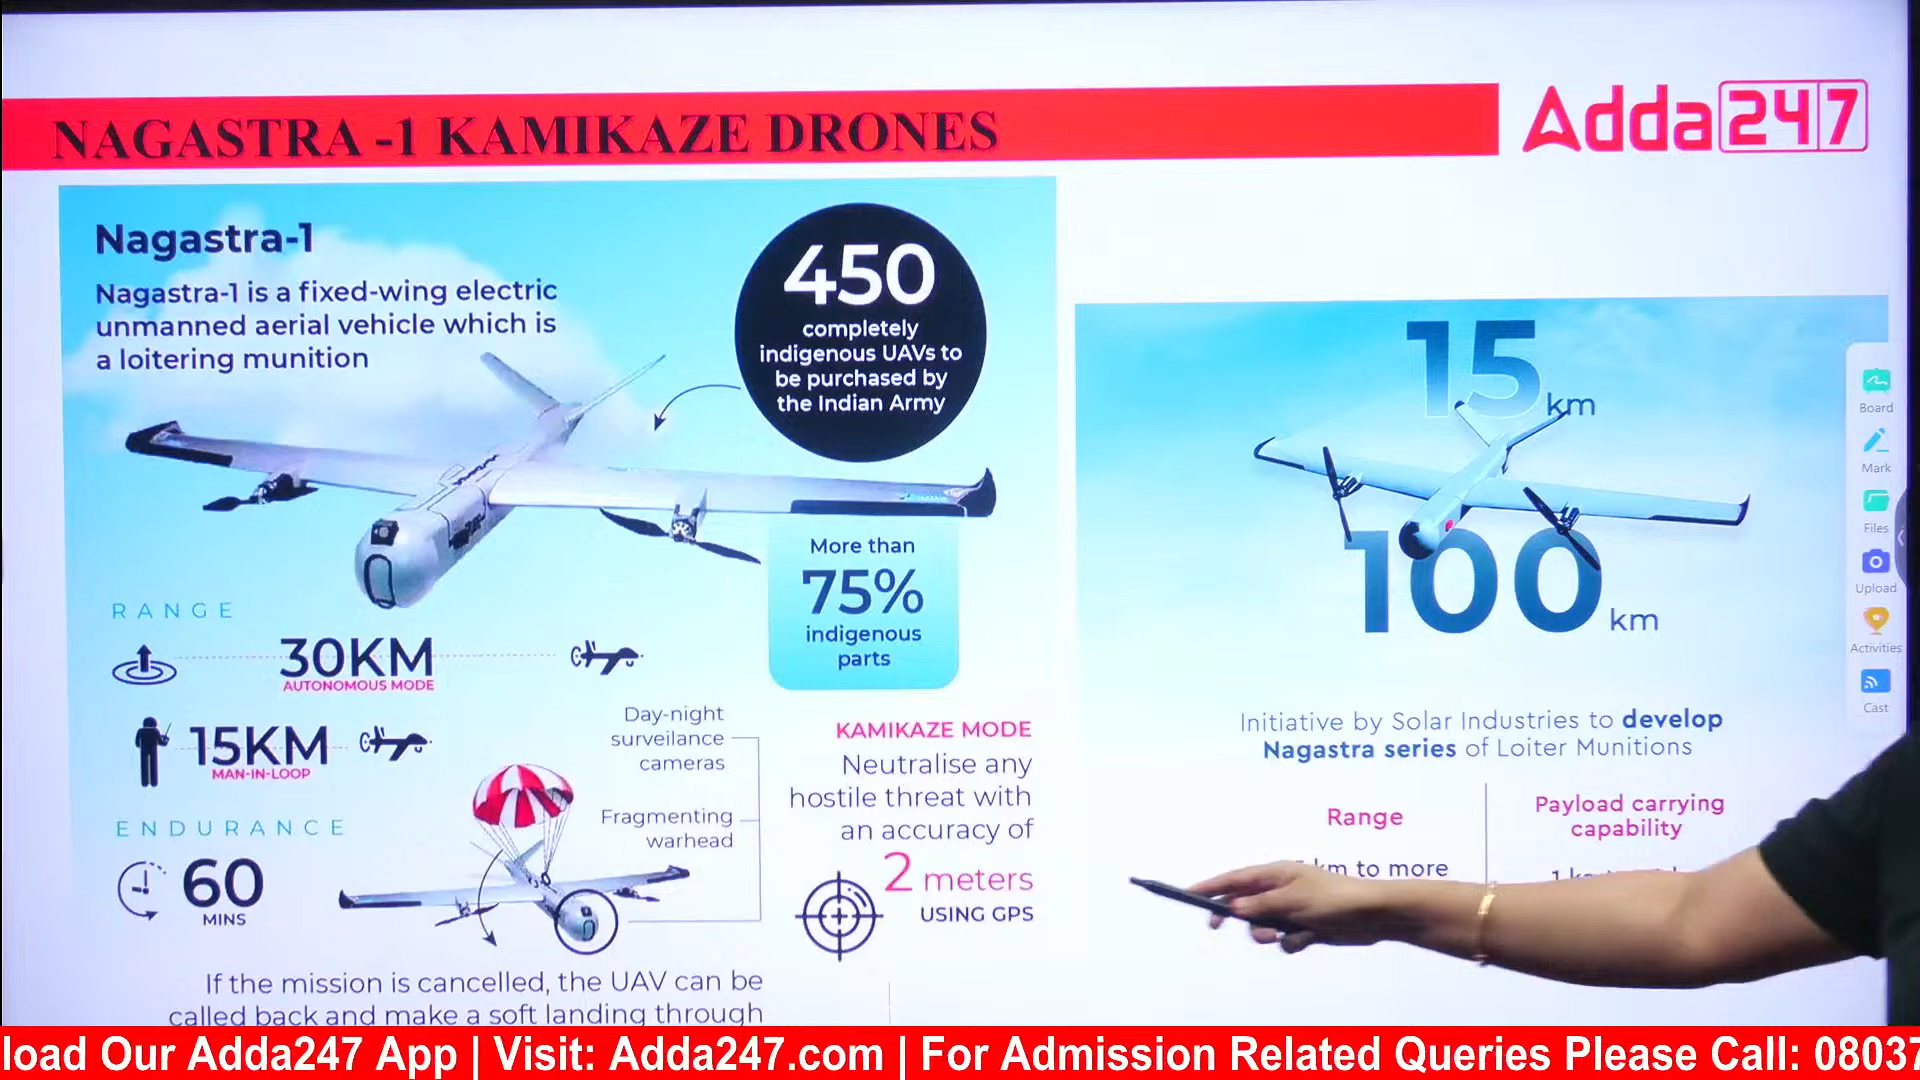 NAGASTRA -1 KAMIKAZE DRONES
Adda247
Nagastra-1
Nagastra-1 is a fixed-wing electric
unmanned aerial vehicle which is
a loitering munition
450
completely
indigenous UAVs to
be purchased by
the Indian Army
More than
75%
indigenous
parts
RANGE
30KM
AUTONOMOUS MODE
15KM
MAN-IN-LOOP
ENDURANCE
60
MINS
Day-night
surveilance
cameras
Fragmenting
warhead
KAMIKAZE MODE
Neutralise any
hostile threat with
an accuracy of
2 meters
USING GPS
If the mission is cancelled, the UAV can be
called back and make a soft landing through
15 km
100 km
Initiative by Solar Industries to develop
Nagastra series of Loiter Munitions
Range
km to more
Payload carrying
capability
Board
Mark
Files
Upload
Activities
Cast
load Our Adda247 App | Visit: Adda247.com | For Admission Related Queries Please Call: 08037